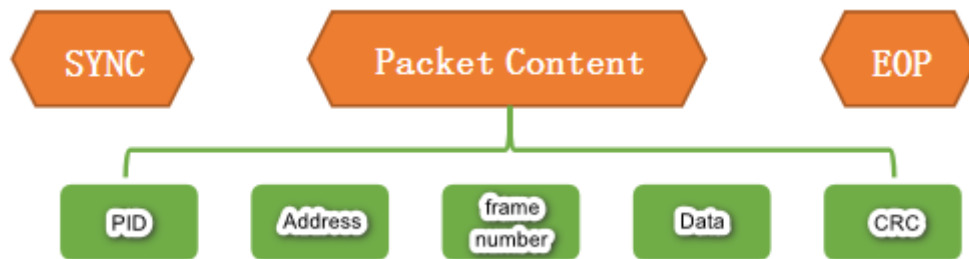 SYNC
Packet Content
EOP
PID
Address
frame
number
Data
CRC